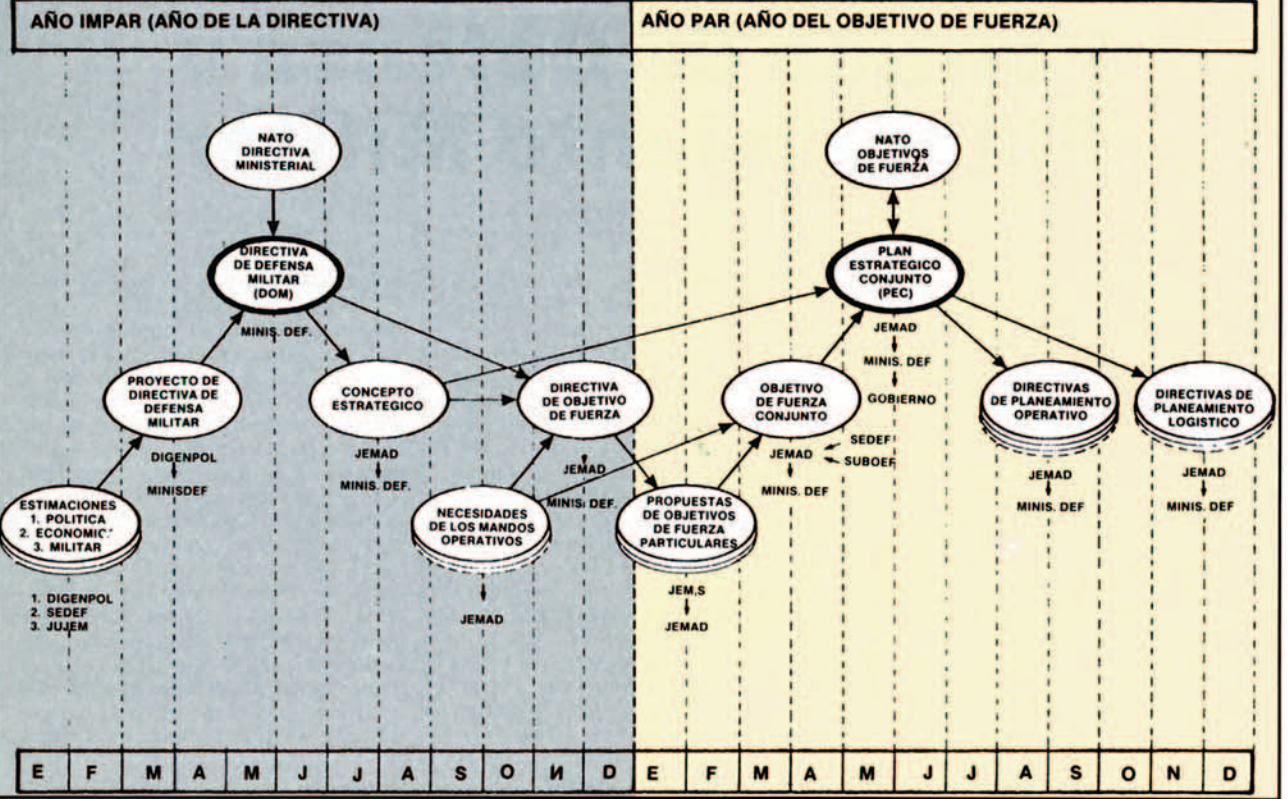 AÑO IMPAR (AÑO DE LA DIRECTIVA)
AÑO PAR (AÑO DEL OBJETIVO DE FUERZA)
NATO
DIRECTIVA
MINISTERIAL
NATO
OBJETIVOS
DE FUERZA
DIRECTIVA
DE DEFENSA
MILITAR
(DOM)
MINIS. DEF.
PLAN
ESTRATEGICO
CONJUNTO
(PEC)
JEMAD
MINIS. DEF
GOBIERNO
PROYECTO DE
DIRECTIVA DE
DEFENSA
MILITAR
DIGENPOL
MINISDEF
CONCEPTO
ESTRATEGICO
JEMAD
MINIS. DEF.
DIRECTIVA
DE OBJETIVO
DE FUERZA
JEMAD
MINIS. DEF.
OBJETIVO
DE FUERZA
CONJUNTO
JEMAD
SEDEF
SUBOEF
MINIS. DEF
DIRECTIVAS
DE PLANEAMIENTO
OPERATIVO
JEMAD
MINIS. DEF
DIRECTIVAS DE
PLANEAMIENTO
LOGISTICO
JEMAD
MINIS. DEF
ESTIMACIONES
1. POLITICA
2. ECONOMIC.
3. MILITAR
1. DIGENPOL
2. SEDEF
3. JUJEM
NECESIDADES
DE LOS MANDOS
OPERATIVOS
JEMAD
PROPUESTAS
DE OBJETIVOS
DE FUERZA
PARTICULARES
JEM,S
JEMAD
E F M A M J J A S O N D E F M A M J J A S O N D